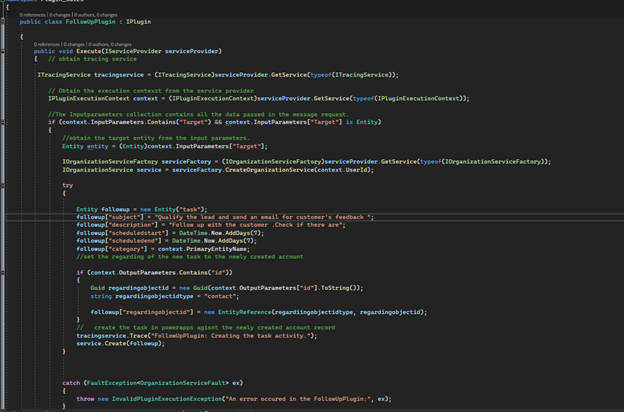 0 references | 0 changes | 0 authors, 0 changes
public class FollowUpPlugin : IPlugin
{
0 references | 0 changes | 0 authors, 0 changes
public void Execute(IServiceProvider serviceProvider)
{ // obtain tracing service
ITracingService tracingservice = (ITracingService)serviceProvider.GetService(typeof(ITracingService));
// Obtain the execution contexrt from the service provider
IPluginExecutionContext context = (IPluginExecutionContext)serviceProvider.GetService(typeof(IPluginExecutionContext));
//The Inputparameters collection contains all the data passed in the message request.
if (context.InputParameters.Contains("Target") && context.InputParameters["Target"] is Entity)
{
//obtain the target entity from the input parameters.
Entity entity = (Entity)context.InputParameters["Target"];
IOrganizationServiceFactory serviceFactory = (IOrganizationServiceFactory)serviceProvider.GetService(typeof(IOrganizationServiceFactory));
IOrganizationService service = serviceFactory.CreateOrganizationService(context.UserId);
try
{
Entity followup = new Entity("task");
followup["subject"] = "Qualify the lead and send an email for customer's feedback ";
followup["description"] = "Follow up with the customer .Check if there are";
followup["scheduledstart"] = DateTime.Now.AddDays(7);
followup["scheduledend"] = DateTime.Now.AddDays(7);
followup["category"] = context.PrimaryEntityName;
//set the regarding of the new task to the newly created account
if (context.OutputParameters.Contains("id"))
{
Guid regardingobjectid = new Guid(context.OutputParameters["id"].ToString());
string regardiingobjectidtype = "contact";
followup["regardingobjectid"] = new EntityReference(regardiingobjectidtype, regardingobjectid);
}
// create the task in powerapps agisnt the newly created account record
tracingservice.Trace("FollowUpPlugin: Creating the task activity.");
service.Create(followup);
}
catch (FaultException<OrganizationServiceFault> ex)
{
throw new InvalidPluginExecutionException("An error occured in the FollowUpPlugin:", ex);
}